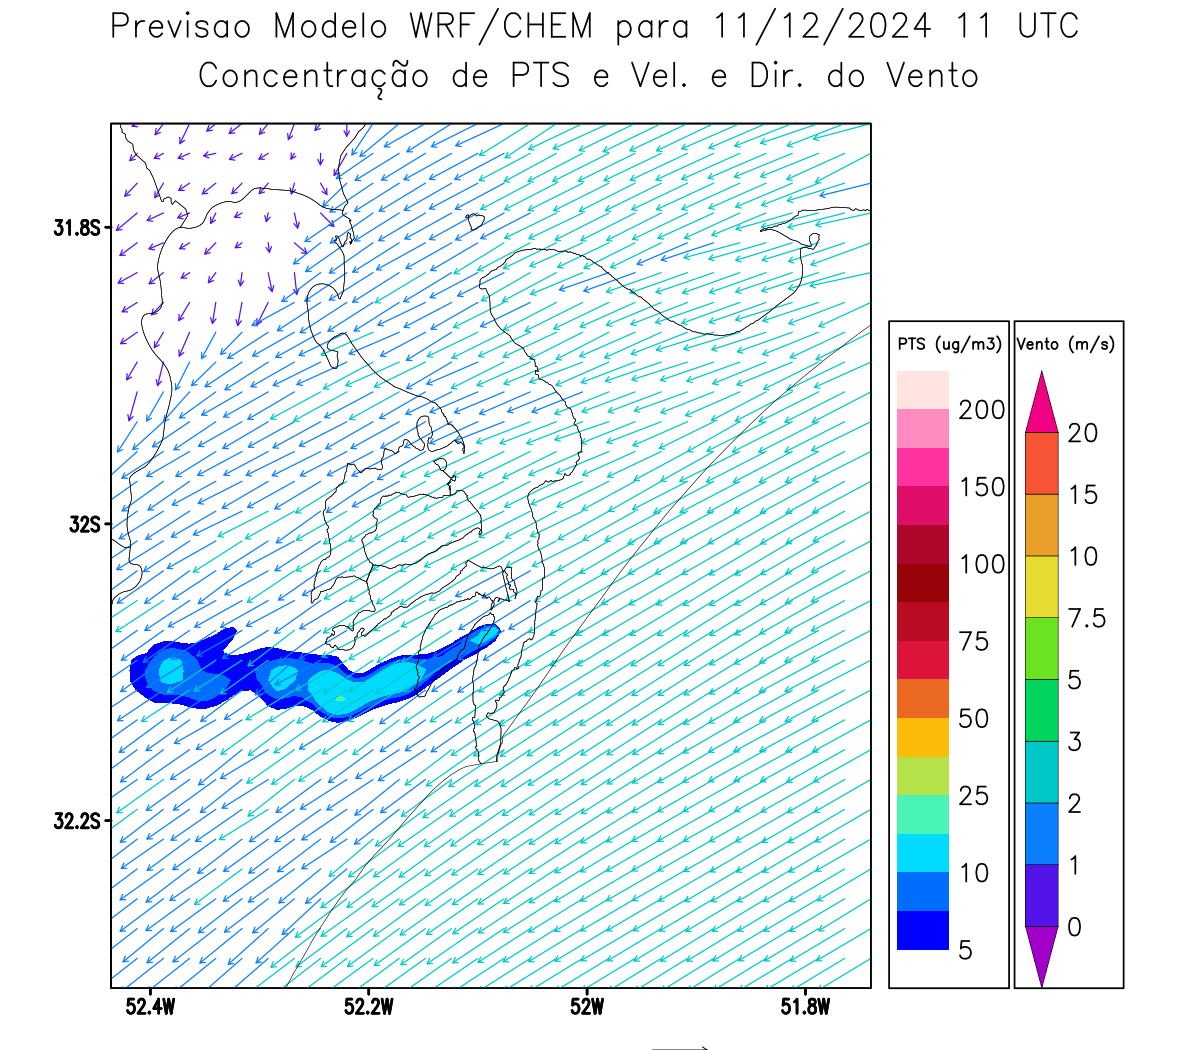 Previsao Modelo WRF/CHEM para 11/12/2024 11 UTC
Concentração de PTS e Vel. e Dir. do Vento
31.8S
32S
32.2S
52.4W 52.2W 52W 51.8W
PTS (ug/m3)
200
150
100
75
50
25
10
5
Vento (m/s)
20
15
10
7.5
5
3
2
1
0